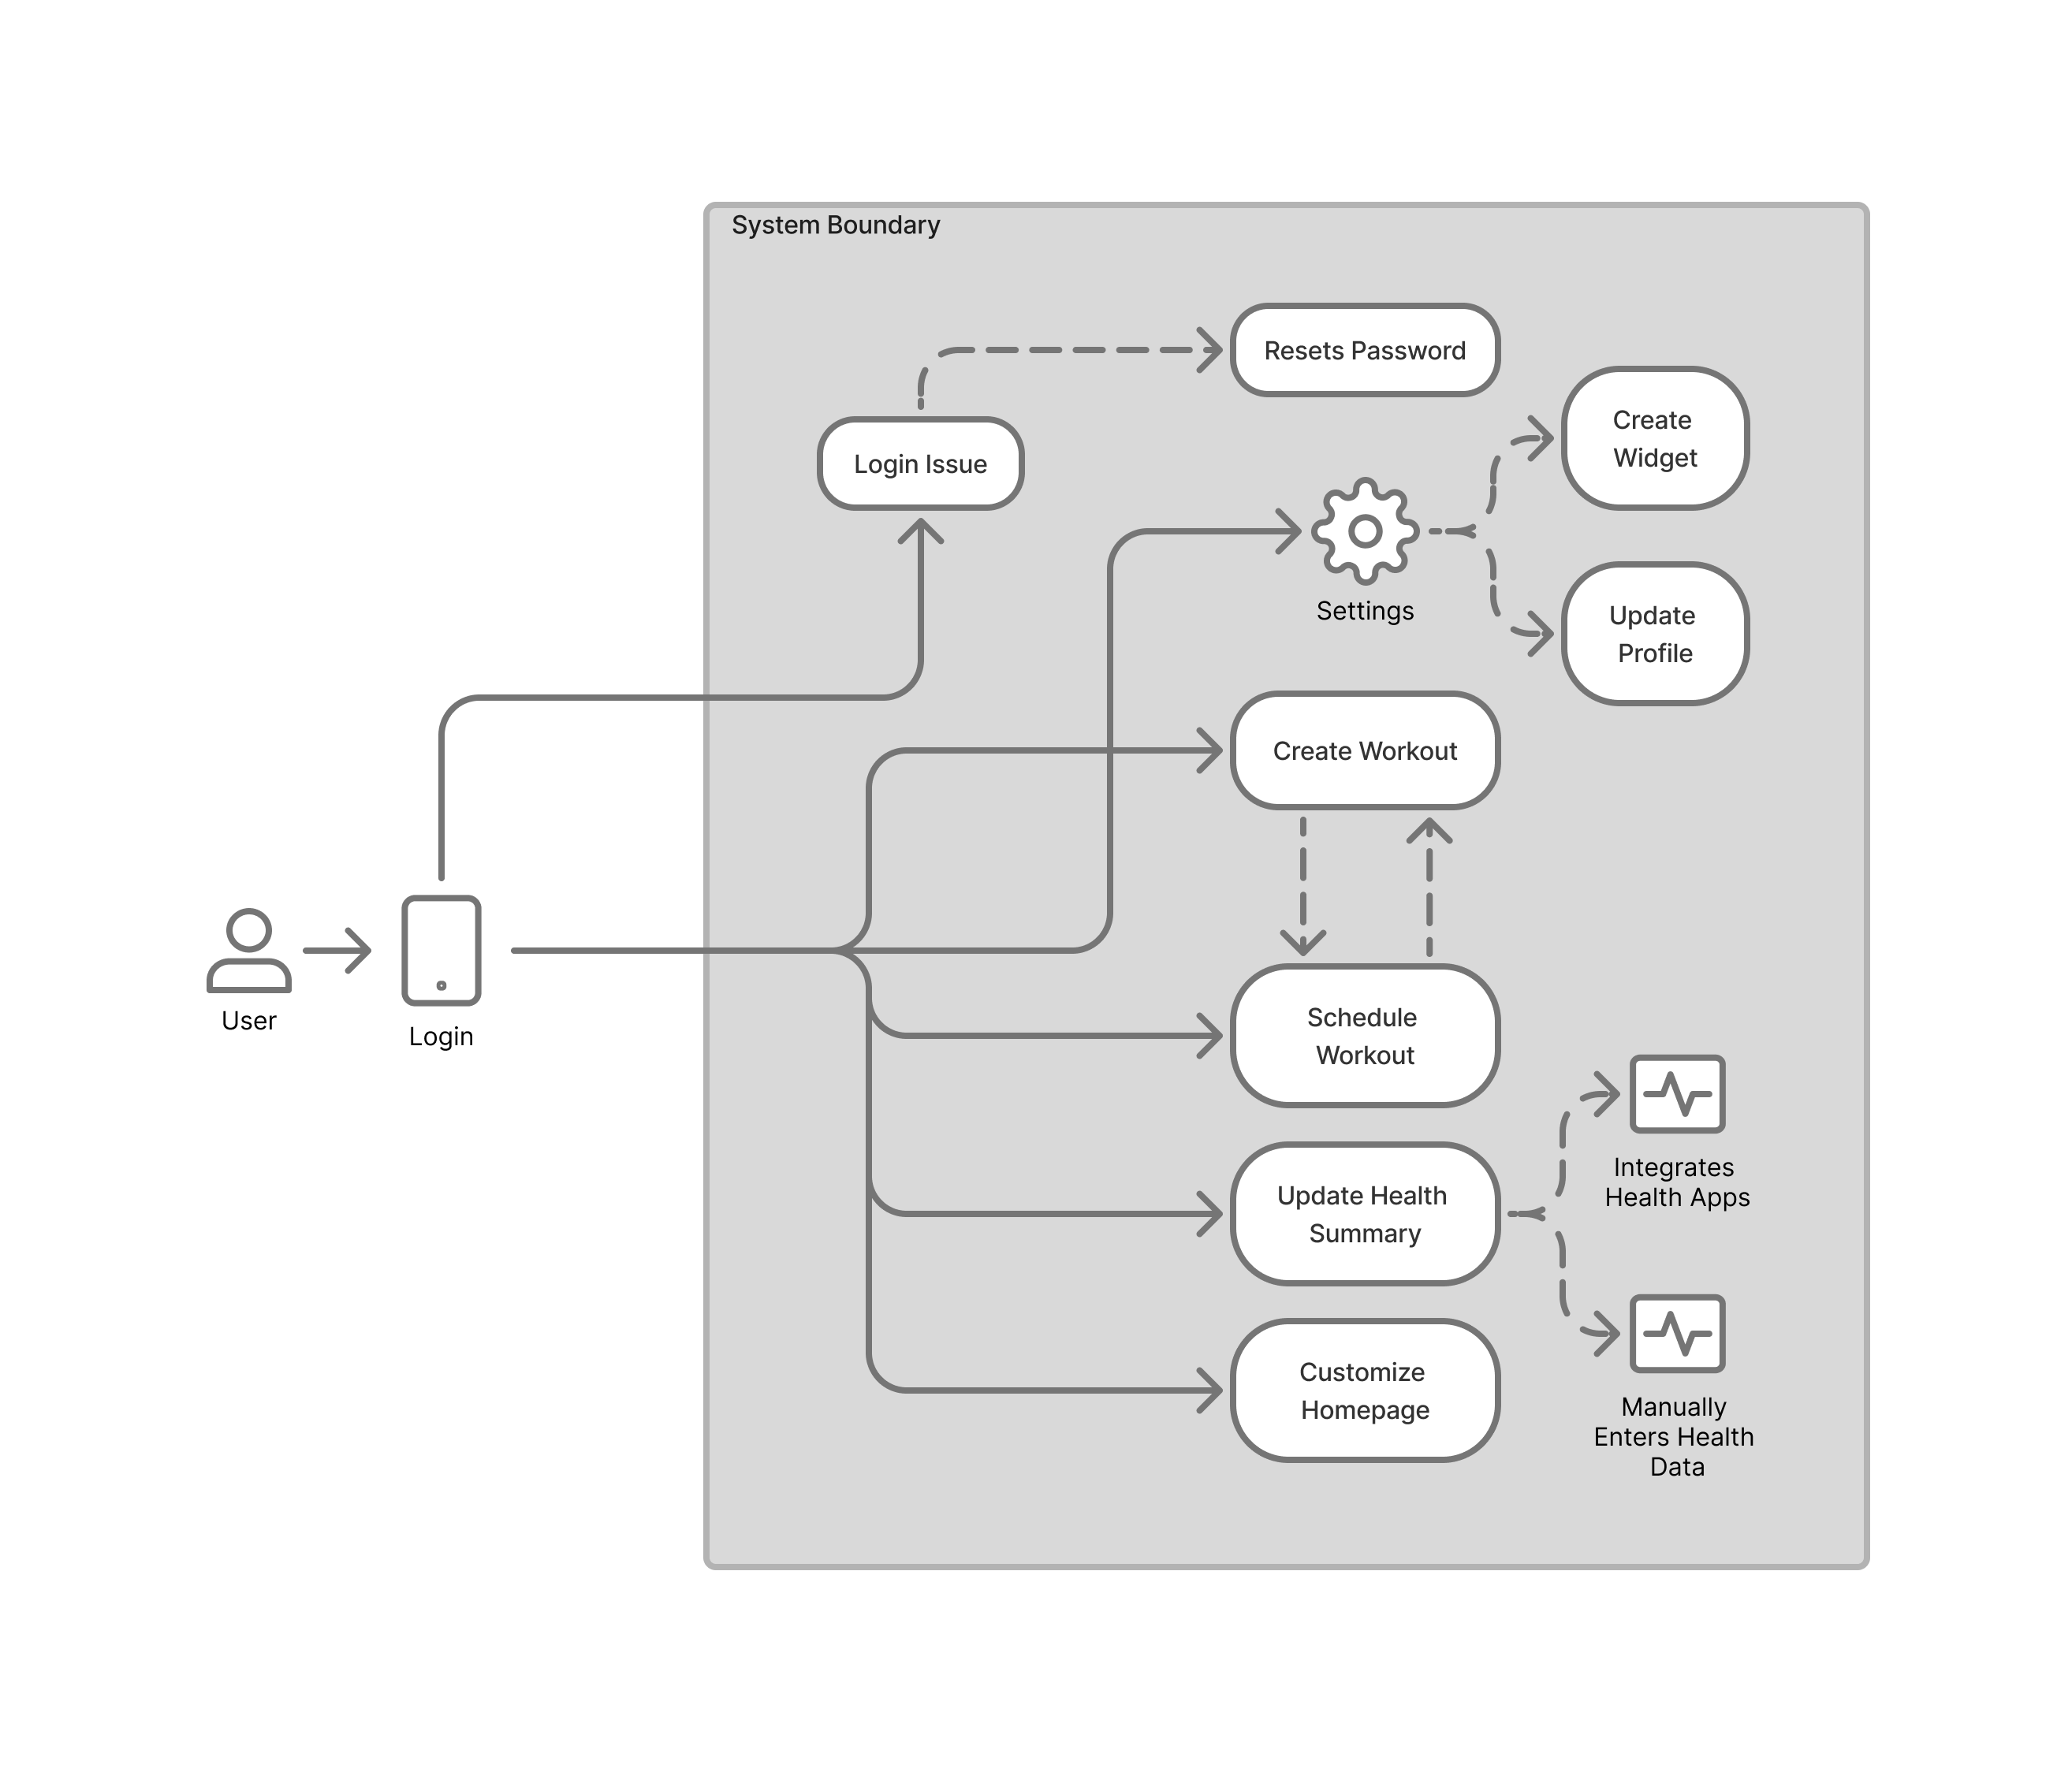 System Boundary
Resets Password
Create
Widget
Login Issue
Settings
Update
Profile
Create Workout
User
Login
Schedule
Workout
Integrates
Health Apps
Update Health
Summary
Customize
Homepage
Manually
Enters Health
Data